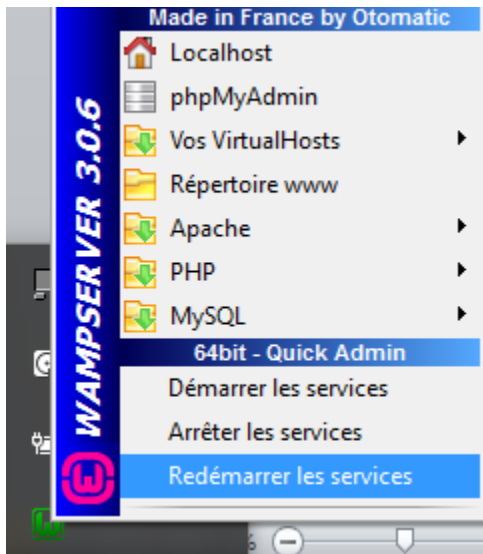 Made in France by Otomatic
Localhost
phpMyAdmin
Vos VirtualHosts
Répertoire www
Apache
PHP
MySQL
64bit - Quick Admin
Démarrer les services
Arrêter les services
Redémarrer les services
WAMPSERVER 3.0.6
%